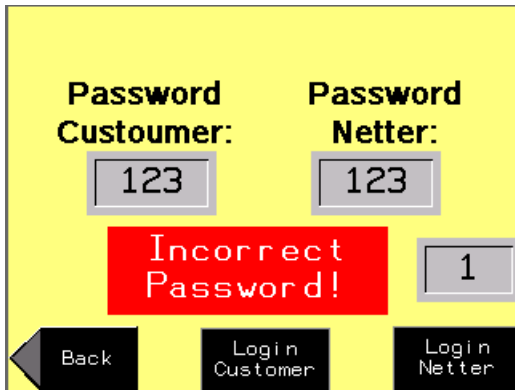 Password Password
Custoumer: Netter:
123 123
Incorrect
Password!
1
Back
Login
Customer
Login
Netter